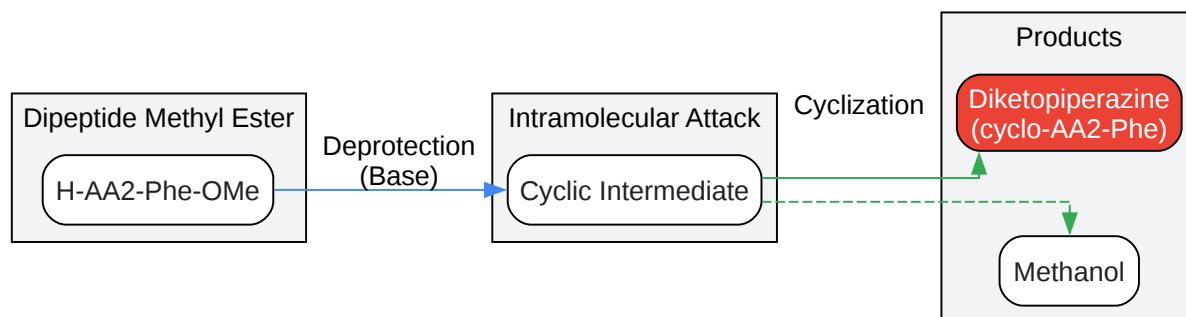 Dipeptide Methyl Ester
H-AA2-Phe-OMe
Deprotection
(Base)
Intramolecular Attack
Cyclic Intermediate
Cyclization
Products
Diketopiperazine
(cyclo-AA2-Phe)
Methanol